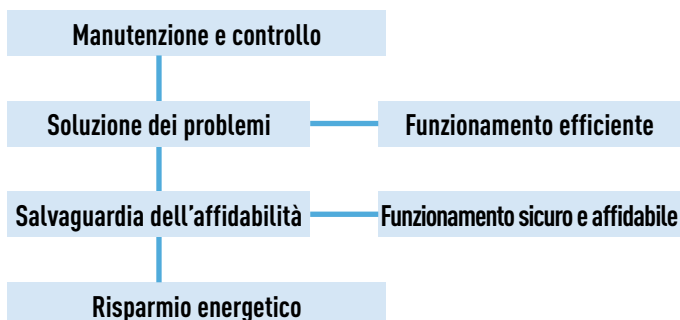 Manutenzione e controllo
Soluzione dei problemi
Funzionamento efficiente
Salvaguardia dell'affidabilità
Funzionamento sicuro e affidabile
Risparmio energetico